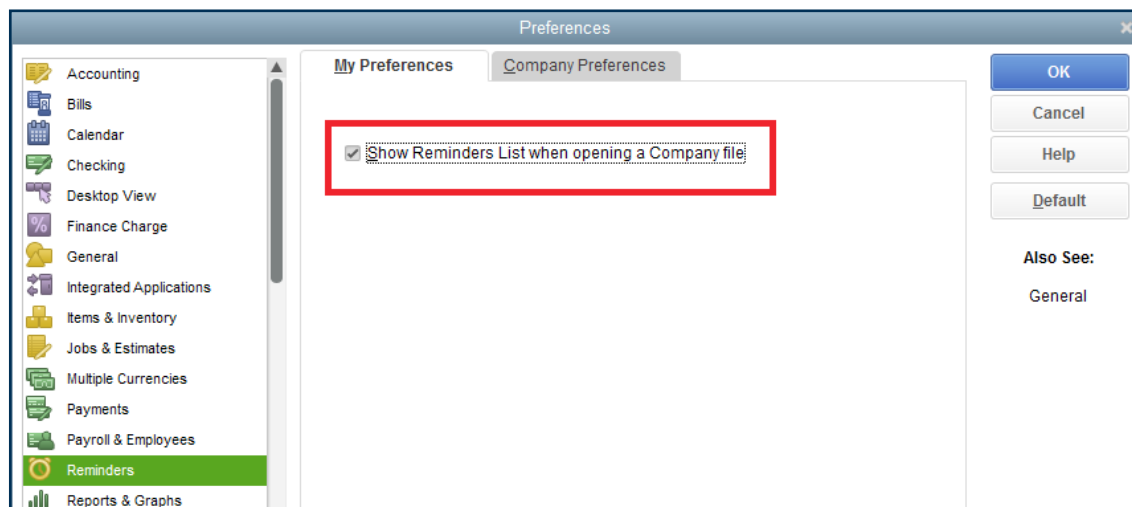 Preferences
Accounting
Bills
Calendar
Checking
Desktop View
Finance Charge
General
Integrated Applications
Items & Inventory
Jobs & Estimates
Multiple Currencies
Payments
Payroll & Employees
Reminders
Reports & Graphs
My Preferences
Company Preferences
Show Reminders List when opening a Company file
OK
Cancel
Help
Default
Also See:
General